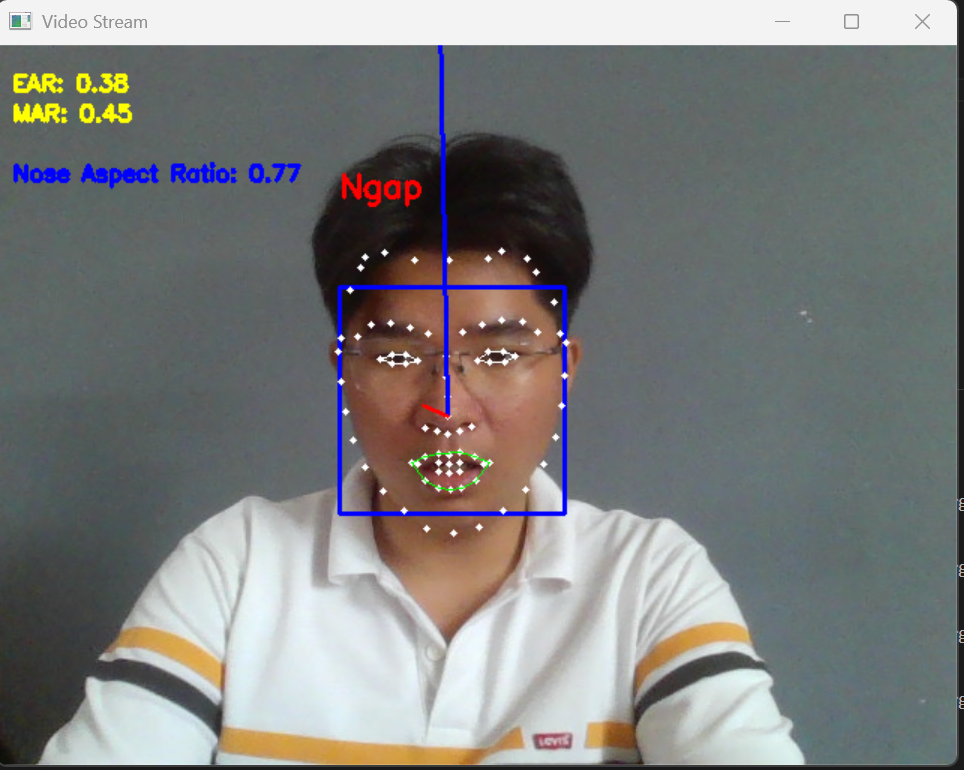 Video Stream
EAR: 0.38
MAR: 0.45
Nose Aspect Ratio: 0.77
Ngap
LEVI'S